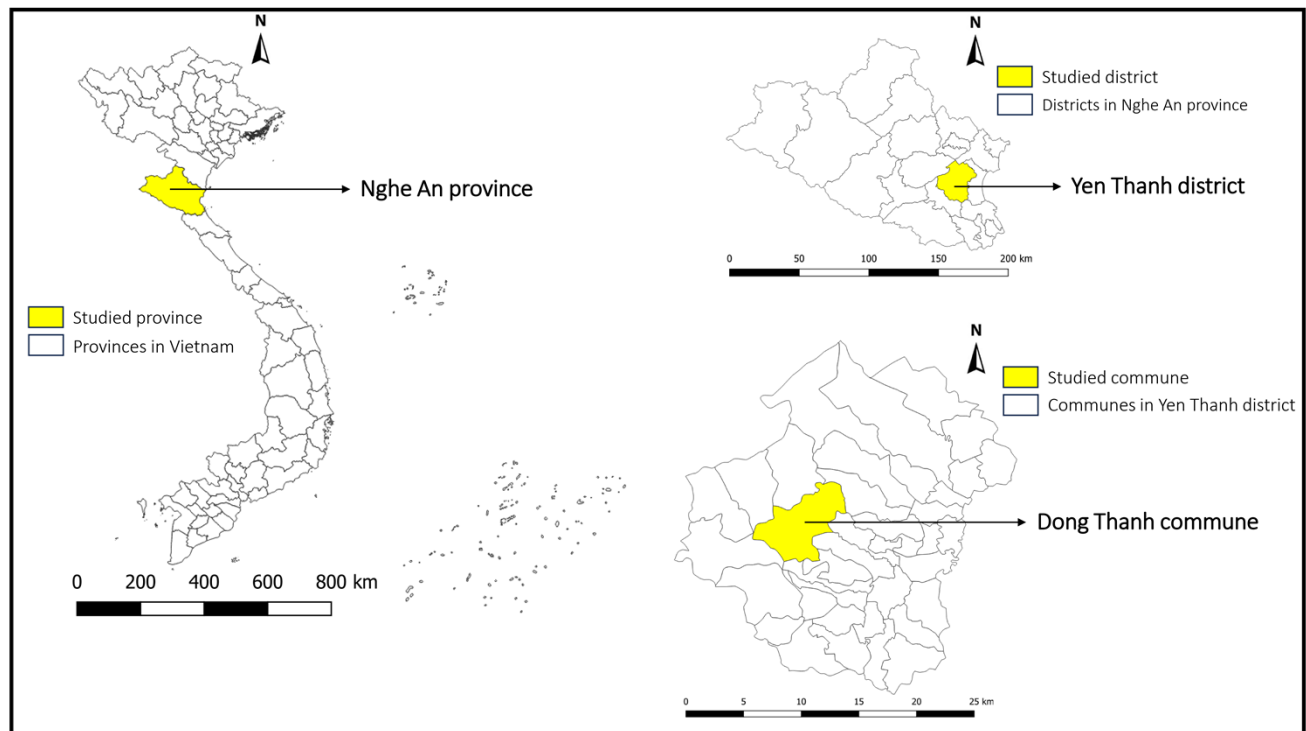 N
Nghe An province
Studied province
Provinces in Vietnam
0 200 400 600 800 km
N
Studied district
Districts in Nghe An province
Yen Thanh district
0 50 100 150 200 km
N
Studied commune
Communes in Yen Thanh district
Dong Thanh commune
0 5 10 15 20 25 km